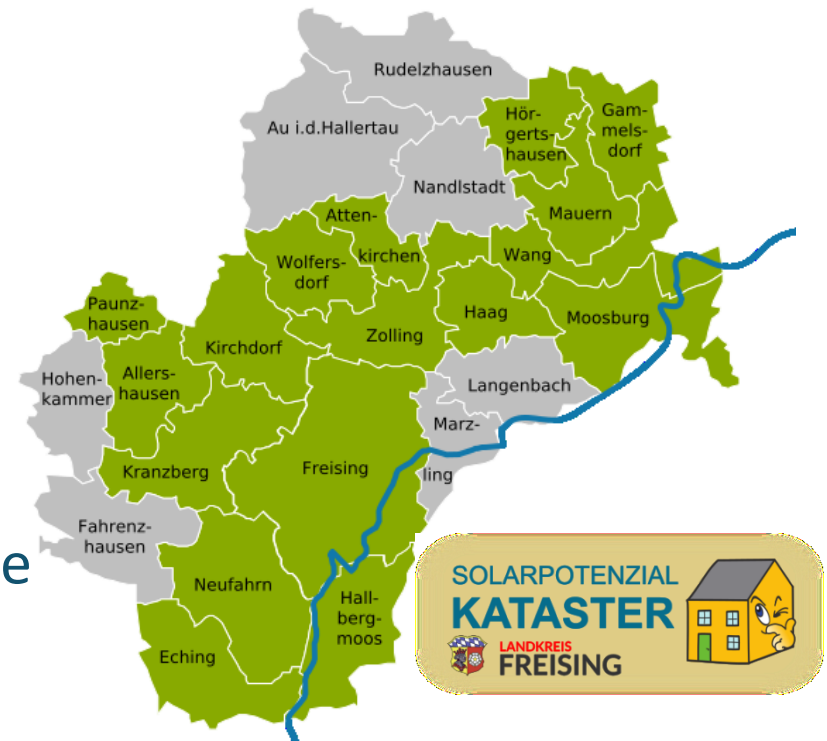 Rudelzhausen
Au i.d.Hallertau
Hör-
gerts-
hausen
Gam-
mels-
dorf
Nandlstadt
Mauern
Atten-
kirchen
Wolfers-
dorf
Wang
Paunz-
hausen
Haag
Moosburg
Zolling
Kirchdorf
Hohen-
kammer
Allers-
hausen
Langenbach
Marz-
ling
Kranzberg
Freising
Fahrenz-
hausen
e
Neufahrn
Hall-
berg-
moos
Eching
SOLARPOTENZIAL
KATASTER
LANDKREIS
FREISING